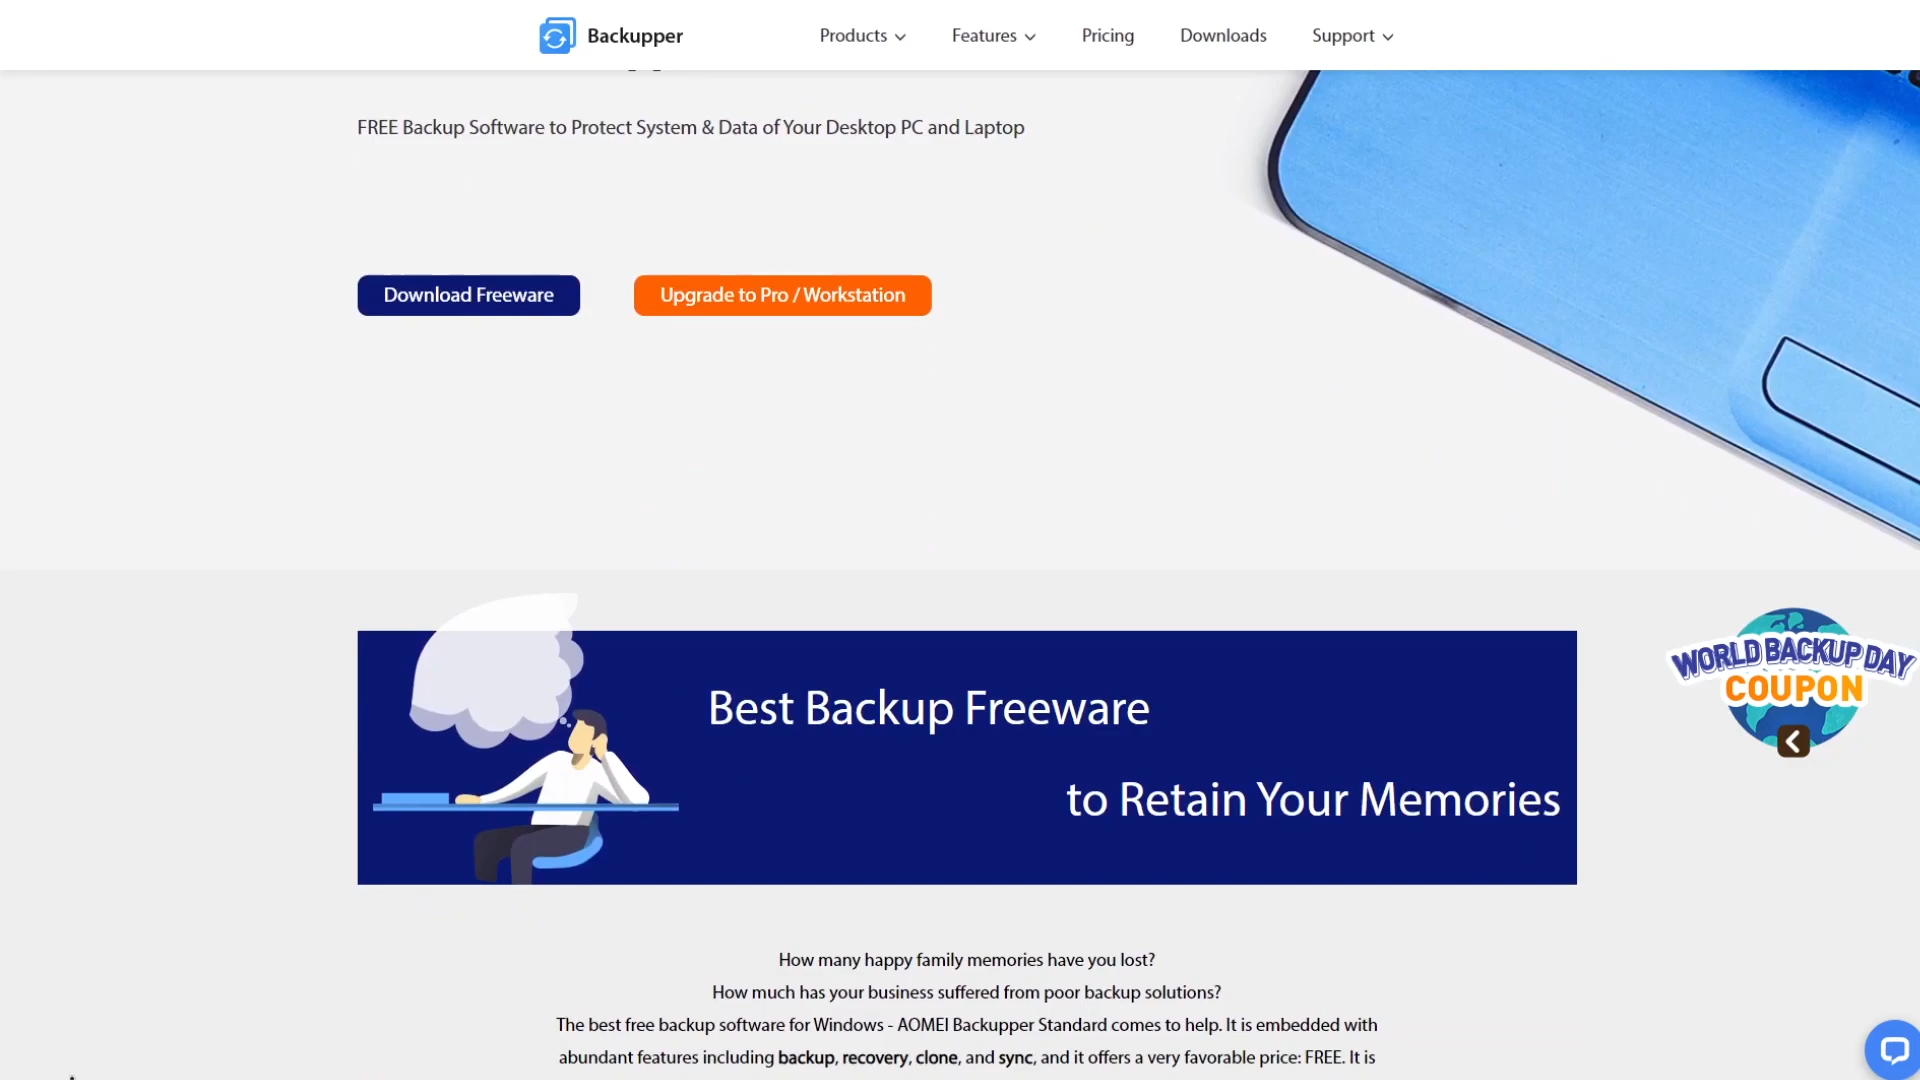 Backupper
Products
Features
Pricing
Downloads
Support
FREE Backup Software to Protect System & Data of Your Desktop PC and Laptop
Download Freeware
Upgrade to Pro / Workstation
WORLD BACKUP DAY
COUPON
Best Backup Freeware
to Retain Your Memories
How many happy family memories have you lost?
How much has your business suffered from poor backup solutions?
The best free backup software for Windows - AOMEI Backupper Standard comes to help. It is embedded with
abundant features including backup, recovery, clone, and sync, and it offers a very favorable price: FREE. It is